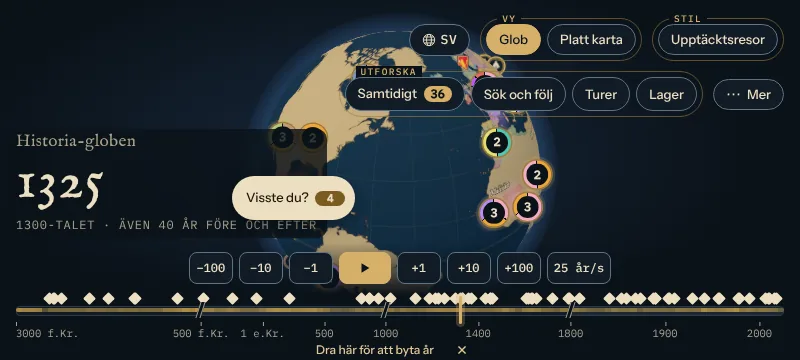 VY
STIL
SV
Glob
Platt karta
Upptäcktsresor
UTFORSKA
Samtidigt 36
Sök och följ
Turer
Lager
··· Mer
Historia-globen
3
2
2
1325
2
Visste du? 4
3
3
1300-TALET · ÄVEN 40 ÅR FÖRE OCH EFTER
−100
−10
−1
+1
+10
+100
25 år/s
3000 f.Kr.
500 f.Kr.
1 e.Kr.
500
1000
1400
1800
1900
2000
Dra här för att byta år ×